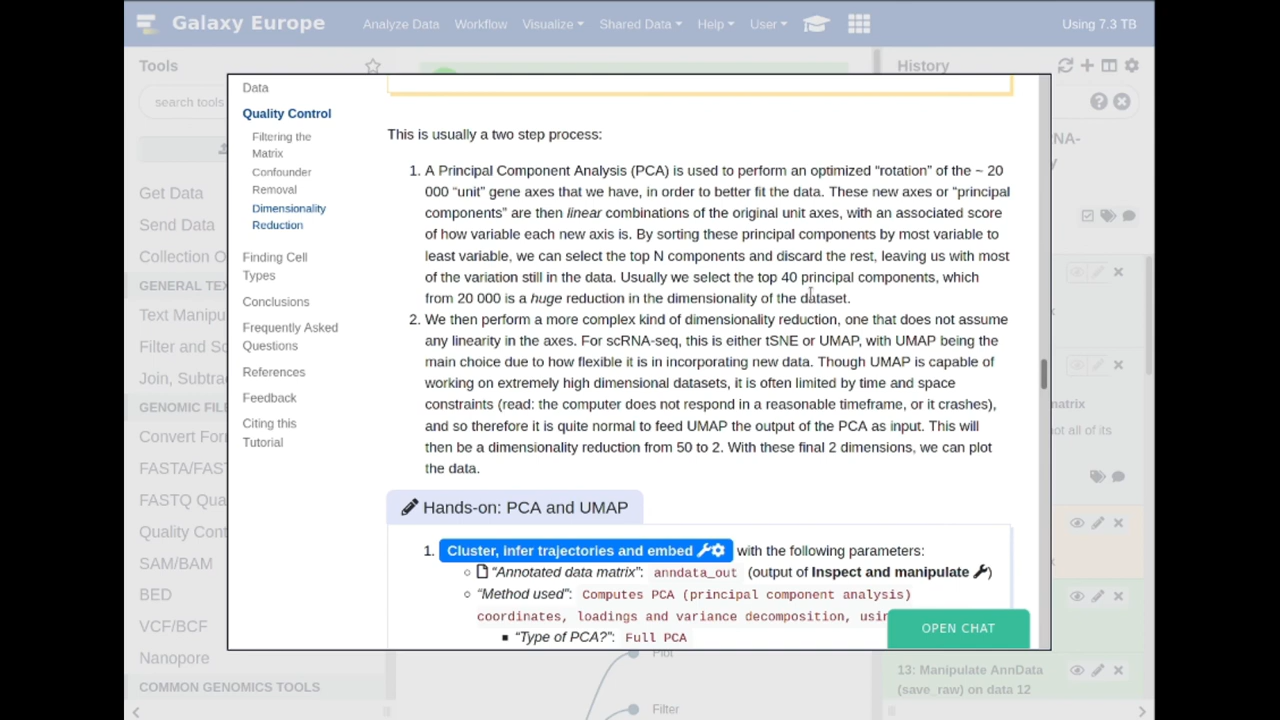 Galaxy Europe
Analyze Data Workflow Visualize Shared Data Help User Using 7.3 TB
Tools
search tools
Get Data
Send Data
Collection O
GENERAL TEX
Text Manipu
Filter and So
Join, Subtrac
GENOMIC FILE
Convert For
FASTA/FAST
FASTQ Qua
Quality Cont
SAM/BAM
BED
VCF/BCF
Nanopore
COMMON GENOMICS TOOLS
Data
Quality Control
Filtering the
Matrix
Confounder
Removal
Dimensionality
Reduction
Finding Cell
Types
Conclusions
Frequently Asked
Questions
References
Feedback
Citing this
Tutorial
This is usually a two step process:
1. A Principal Component Analysis (PCA) is used to perform an optimized “rotation” of the ~ 20
000 “unit” gene axes that we have, in order to better fit the data. These new axes or “principal
components” are then linear combinations of the original unit axes, with an associated score
of how variable each new axis is. By sorting these principal components by most variable to
least variable, we can select the top N components and discard the rest, leaving us with most
of the variation still in the data. Usually we select the top 40 principal components, which
from 20 000 is a huge reduction in the dimensionality of the dataset.
2. We then perform a more complex kind of dimensionality reduction, one that does not assume
any linearity in the axes. For scRNA-seq, this is either tSNE or UMAP, with UMAP being the
main choice due to how flexible it is in incorporating new data. Though UMAP is capable of
working on extremely high dimensional datasets, it is often limited by time and space
constraints (read: the computer does not respond in a reasonable timeframe, or it crashes),
and so therefore it is quite normal to feed UMAP the output of the PCA as input. This will
then be a dimensionality reduction from 50 to 2. With these final 2 dimensions, we can plot
the data.
Hands-on: PCA and UMAP
1. Cluster, infer trajectories and embed with the following parameters:
“Annotated data matrix”: anndata_out (output of Inspect and manipulate)
“Method used”: Computes PCA (principal component analysis)
coordinates, loadings and variance decomposition, usin
“Type of PCA?”: Full PCA
OPEN CHAT
Plot
Filter
History
NA-
y
matrix
not all of its
13: Manipulate AnnData
(save_raw) on data 12